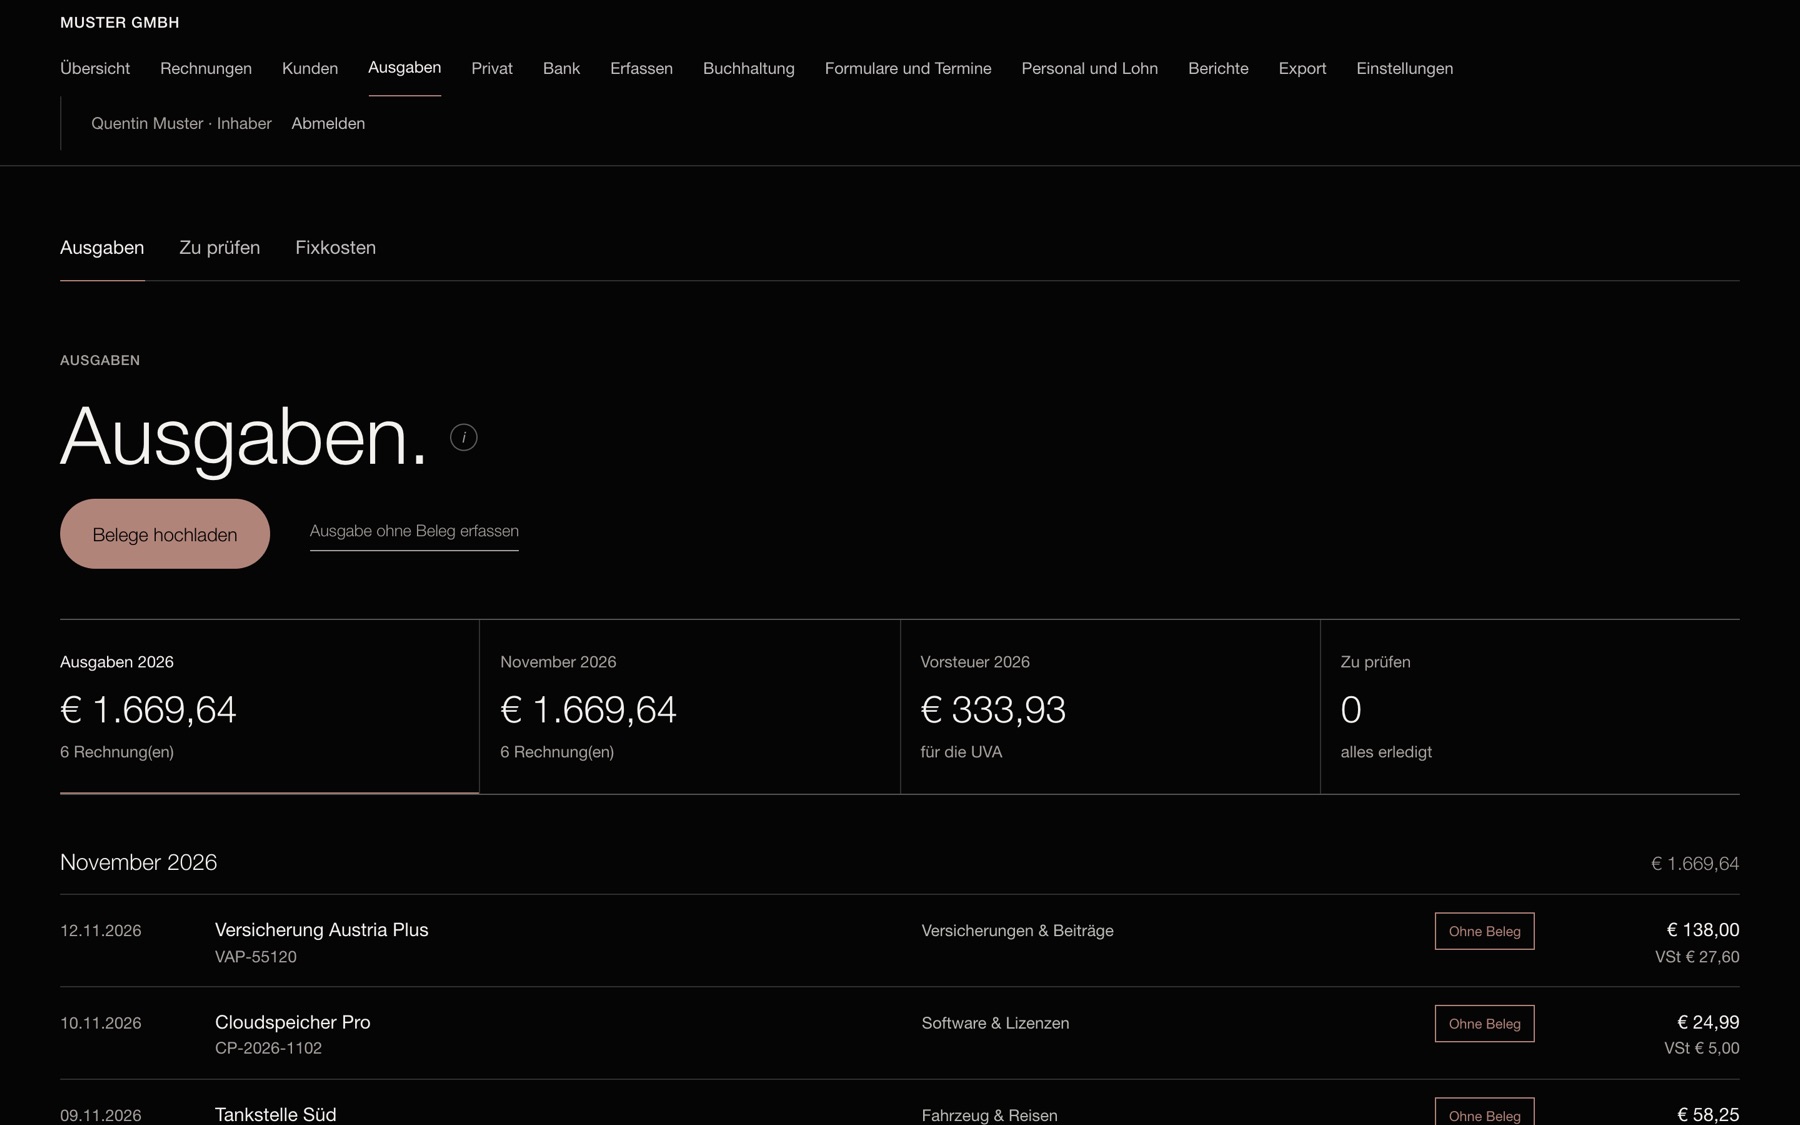 MUSTER GMBH
Übersicht Rechnungen Kunden Ausgaben Privat Bank Erfassen Buchhaltung Formulare und Termine Personal und Lohn Berichte Export Einstellungen
Quentin Muster · Inhaber Abmelden
Ausgaben Zu prüfen Fixkosten
AUSGABEN
Ausgaben. i
Belege hochladen Ausgabe ohne Beleg erfassen
Ausgaben 2026 November 2026 Vorsteuer 2026 Zu prüfen
€ 1.669,64 € 1.669,64 € 333,93 0
6 Rechnung(en) 6 Rechnung(en) für die UVA alles erledigt
November 2026 € 1.669,64
12.11.2026 Versicherung Austria Plus Versicherungen & Beiträge Ohne Beleg € 138,00
VAP-55120 VSt € 27,60
10.11.2026 Cloudspeicher Pro Software & Lizenzen Ohne Beleg € 24,99
CP-2026-1102 VSt € 5,00
09.11.2026 Tankstelle Süd Fahrzeug & Reisen Ohne Beleg € 58,25